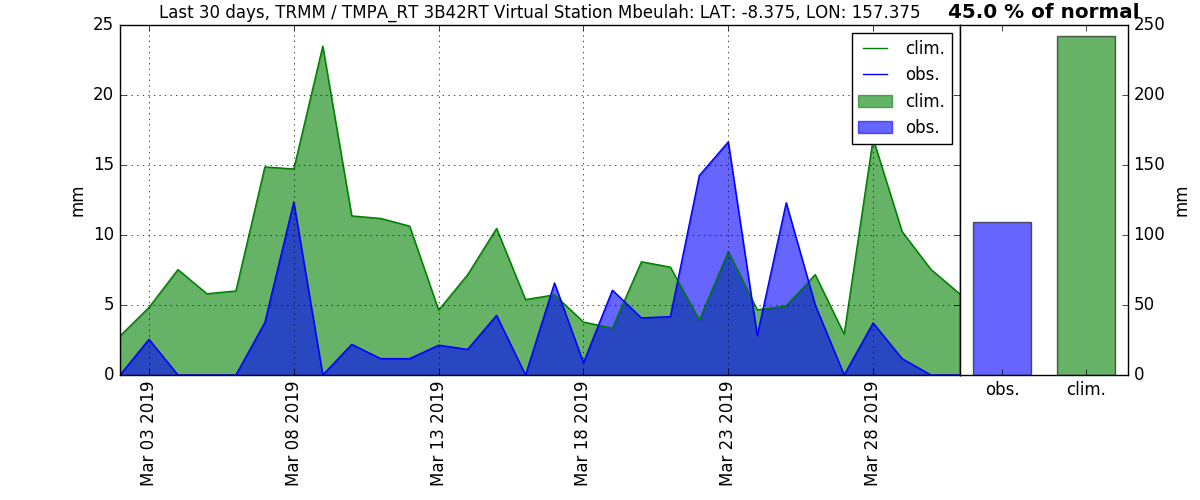 Last 30 days, TRMM / TMPA_RT 3B42RT Virtual Station Mbeulah: LAT: -8.375, LON: 157.375
45.0 % of normal
mm
25
20
15
10
5
0
clim.
obs.
clim.
obs.
Mar 03 2019
Mar 08 2019
Mar 13 2019
Mar 18 2019
Mar 23 2019
Mar 28 2019
250
200
150
100
50
0
mm
obs.
clim.